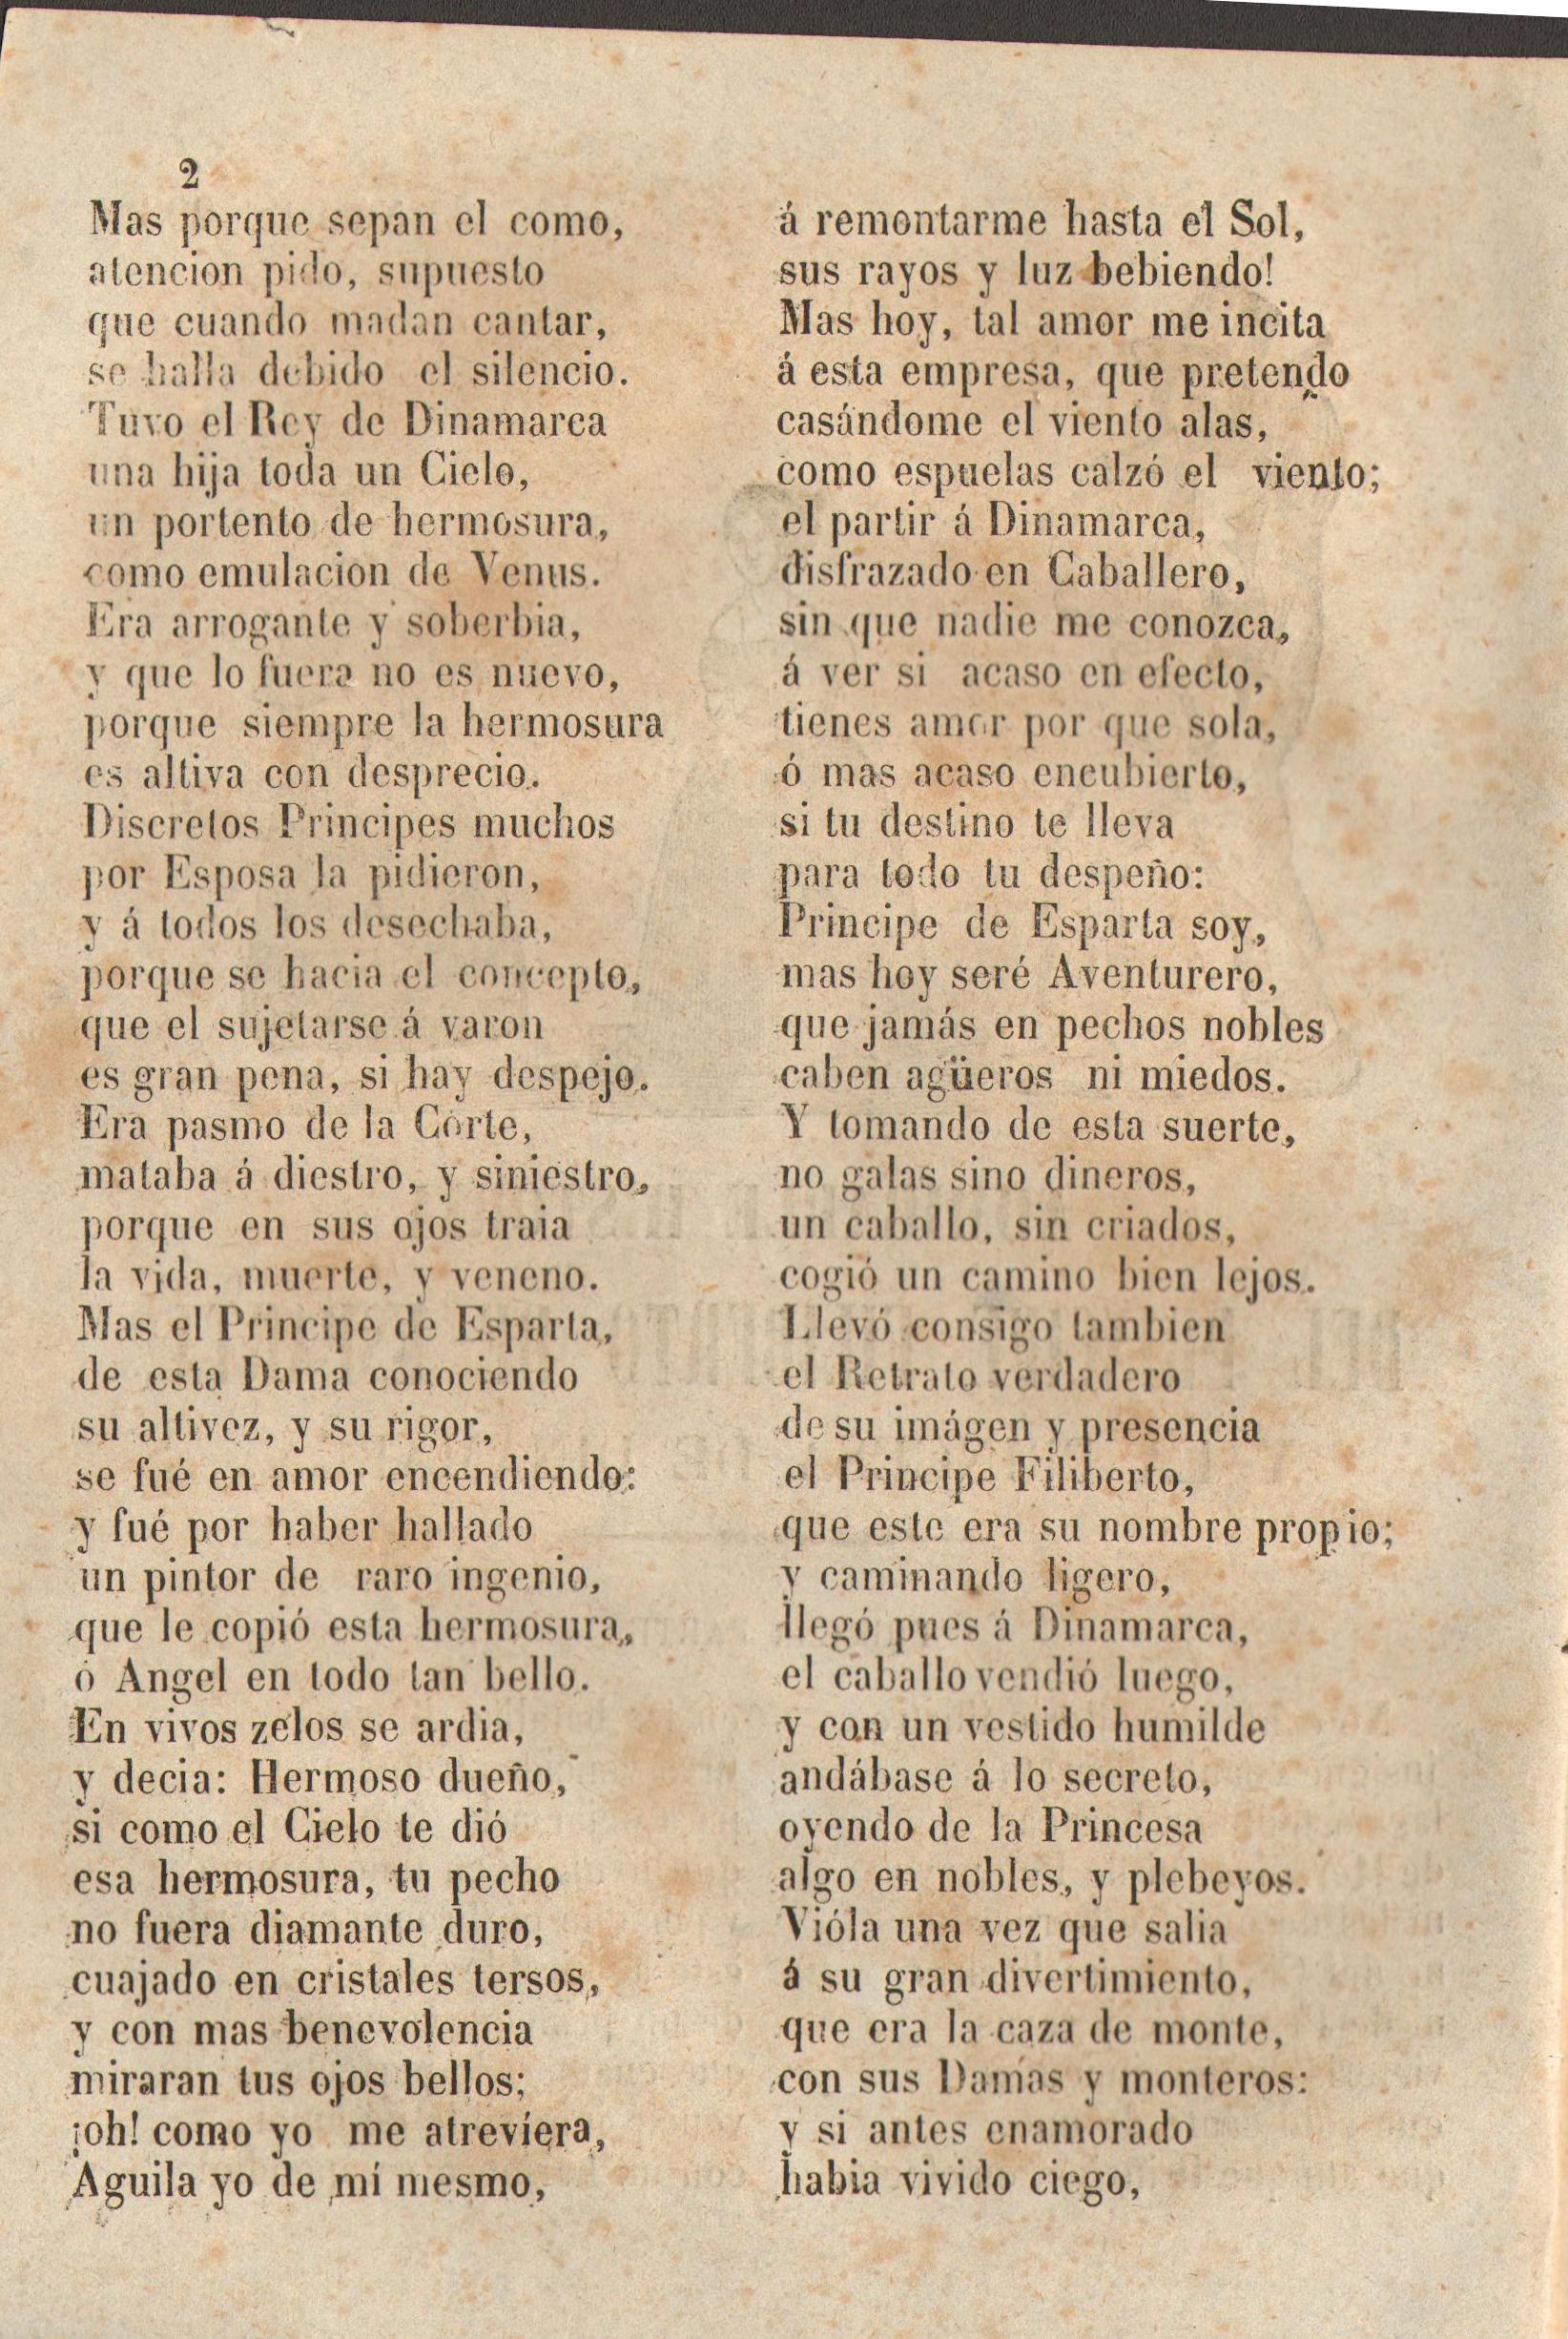 2
Mas porque sepan el como,
atencion pido, supuesto
que cuando madan cantar,
se halla debido el silencio.
Tuvo el Rey de Dinamarca
una hija toda un Cielo,
un portento de hermosura,
como emulacion de Venus.
Era arrogante y soberbia,
y que lo fuera no es nuevo,
porque siempre la hermosura
es altiva con desprecio.
Discretos Principes muchos
por Esposa la pidieron,
y á todos los desechaba,
porque se hacia el concepto,
que el sujetarse á varon
es gran pena, si hay despejo.
Era pasmo de la Corte,
mataba á diestro, y siniestro,
porque en sus ojos traia
la vida, muerte, y veneno.
Mas el Principe de Esparta,
de esta Dama conociendo
su altivez, y su rigor,
se fué en amor encendiendo:
y fué por haber hallado
un pintor de raro ingenio,
que le copió esta hermosura,
ó Angel en todo tan bello.
En vivos zelos se ardia,
y decia: Hermoso dueño,
si como el Cielo te dió
esa hermosura, tu pecho
no fuera diamante duro,
cuajado en cristales tersos,
y con mas benevolencia
miraran tus ojos bellos;
¡oh! como yo me atreviera,
Aguila yo de mí mesmo,
á remontarme hasta el Sol,
sus rayos y luz bebiendo!
Mas hoy, tal amor me incita
á esta empresa, que pretendo
casándome el viento alas,
como espuelas calzó el viento;
el partir á Dinamarca,
disfrazado en Caballero,
sin que nadie me conozca,
á ver si acaso en efecto,
tienes amor por que sola,
ó mas acaso encubierto,
si tu destino te lleva
para todo tu despeño:
Principe de Esparta soy,
mas hoy seré Aventurero,
que jamás en pechos nobles
caben agüeros ni miedos.
Y tomando de esta suerte,
no galas sino dineros,
un caballo, sin criados,
cogió un camino bien lejos.
Llevó consigo tambien
el Retrato verdadero
de su imágen y presencia
el Principe Filiberto,
que este era su nombre propio;
y caminando ligero,
llegó pues á Dinamarca,
el caballo vendió luego,
y con un vestido humilde
andábase á lo secreto,
oyendo de la Princesa
algo en nobles, y plebeyos.
Vióla una vez que salia
á su gran divertimiento,
que era la caza de monte,
con sus Damas y monteros:
y si antes enamorado
habia vivido ciego,